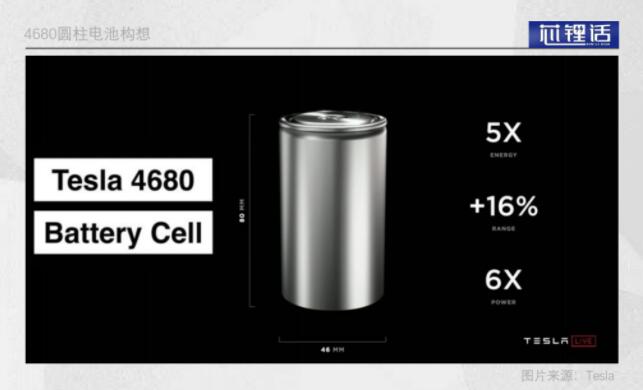 4680圆柱电池构想
芯锂话
Tesla 4680
Battery Cell
80 MM
46 MM
5X
ENERGY
+16%
RANGE
6X
POWER
TESLA LIVE
图片来源：Tesla